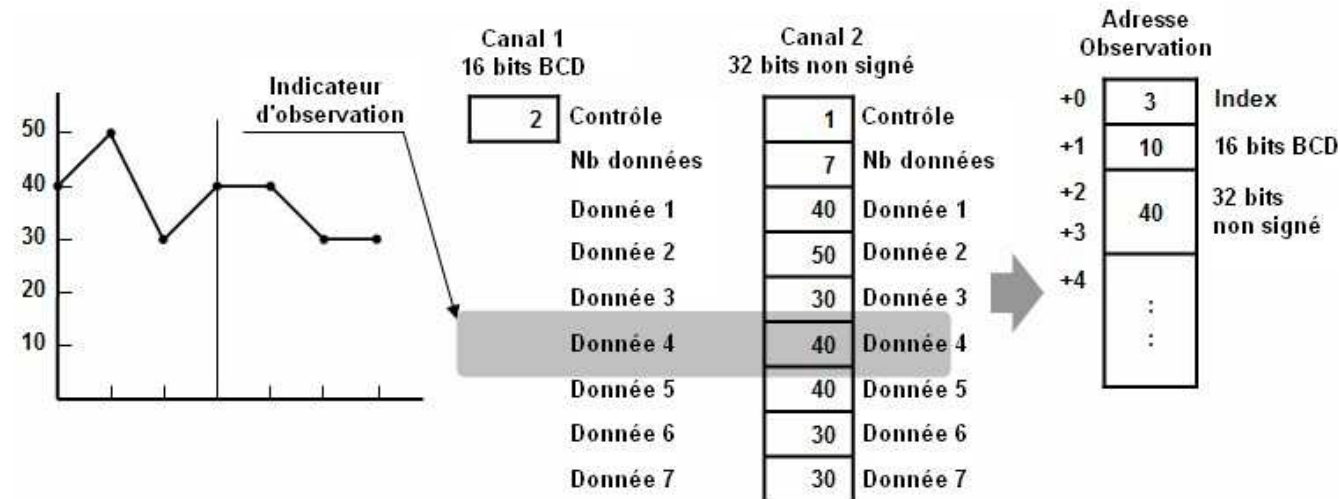 Canal 1
16 bits BCD
Canal 2
32 bits non signé
Adresse
Observation
Indicateur
d'observation
50
40
30
20
10
2 Contrôle
Nb données
Donnée 1
Donnée 2
Donnée 3
Donnée 4
Donnée 5
Donnée 6
Donnée 7
1 Contrôle
7 Nb données
40 Donnée 1
50 Donnée 2
30 Donnée 3
40 Donnée 4
40 Donnée 5
30 Donnée 6
30 Donnée 7
+0 3 Index
+1 10 16 bits BCD
+2
+3
40
32 bits
non signé
+4
:
: